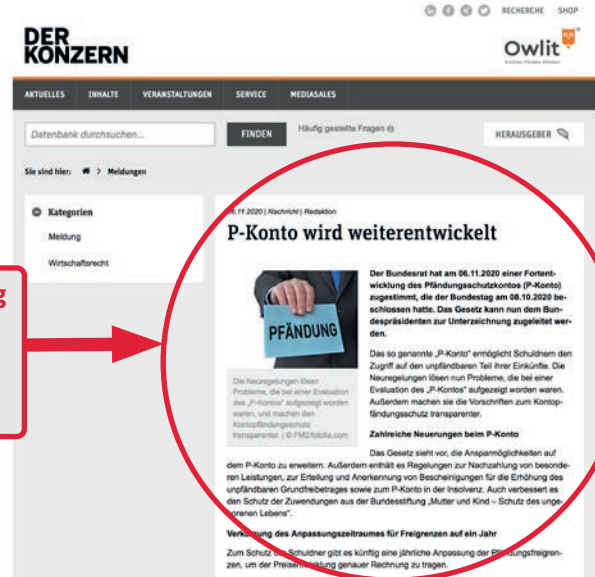 RECHERCHE SHOP
DER
KONZERN
Owlit
AKTUELLES INHALTE VERANSTALTUNGEN SERVICE MEDIASALES
Datenbank durchsuchen...
FINDEN
Häufig gestellte Fragen
HERAUSGEBER
Sie sind hier: > Meldungen
Kategorien
Meldung
Wirtschaftsrecht
g
06.11.2020 | Nachricht | Redaktion
P-Konto wird weiterentwickelt
PFÄNDUNG
Die Neuregelungen lösen
Probleme, die bei einer Evaluation
des „P-Kontos" aufgezeigt worden
waren, und machen den
Kontopfändungsschutz
transparenter. | © FM2/fotolia.com
Der Bundesrat hat am 06.11.2020 einer Fortent-
wicklung des Pfändungsschutzkontos (P-Konto)
zugestimmt, die der Bundestag am 08.10.2020 be-
schlossen hatte. Das Gesetz kann nun dem Bun-
despräsidenten zur Unterzeichnung zugeleitet wer-
den.
Das so genannte „P-Konto" ermöglicht Schuldnern den
Zugriff auf den unpfändbaren Teil ihrer Einkünfte. Die
Neuregelungen lösen nun Probleme, die bei einer
Evaluation des „P-Kontos" aufgezeigt worden waren.
Außerdem machen sie die Vorschriften zum Kontop-
fändungsschutz transparenter.
Zahlreiche Neuerungen beim P-Konto
Das Gesetz sieht vor, die Ansparmöglichkeiten auf
dem P-Konto zu erweitern. Außerdem enthält es Regelungen zur Nachzahlung von besonde-
ren Leistungen, zur Erteilung und Anerkennung von Bescheinigungen für die Erhöhung des
unpfändbaren Grundfreibetrages sowie zum P-Konto in der Insolvenz. Auch verbessert es
den Schutz der Zuwendungen aus der Bundesstiftung „Mutter und Kind – Schutz des unge-
borenen Lebens".
Verkürzung des Anpassungszeitraumes für Freigrenzen auf ein Jahr
Zum Schutz der Schuldner gibt es künftig eine jährliche Anpassung der Pfändungsfreigren-
zen, um der Preisentwicklung genauer Rechnung zu tragen.